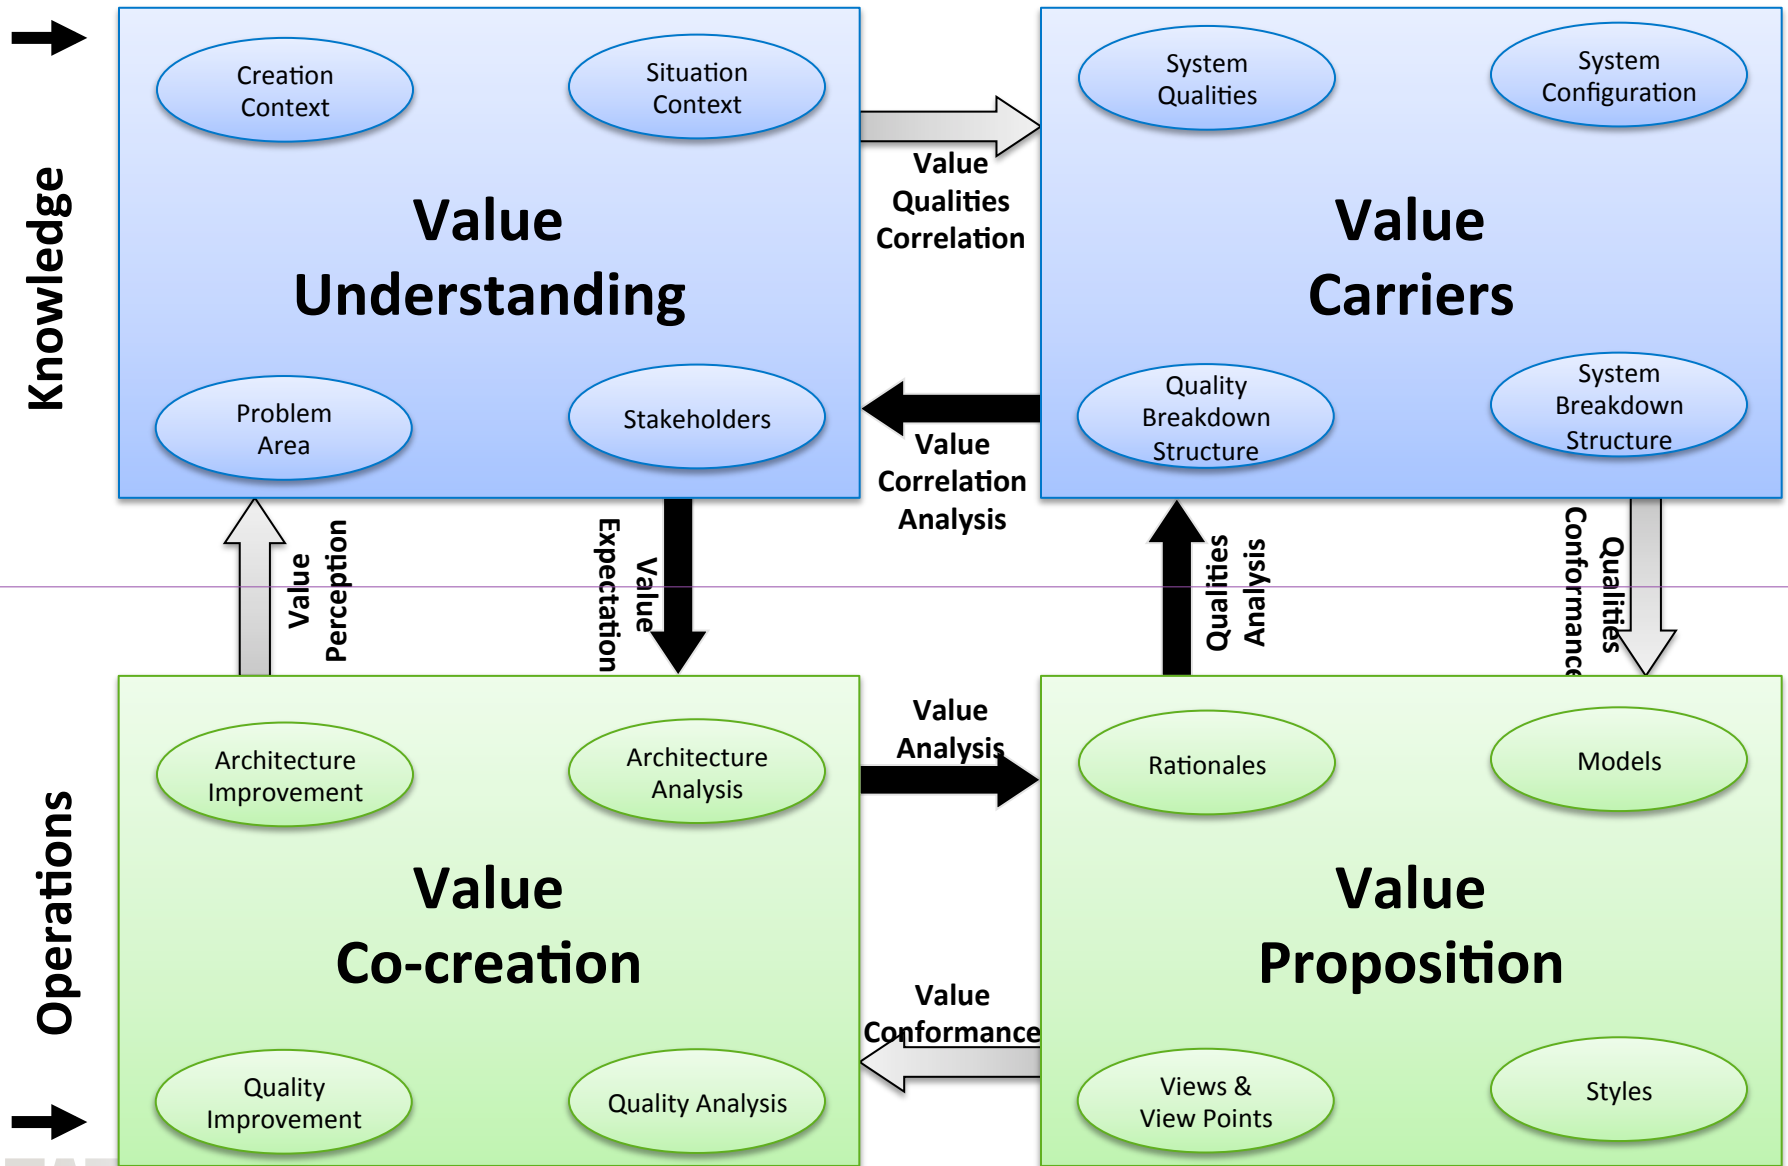 Knowledge
Creation
Context
Situation
Context
Value
Understanding
Problem
Area
Stakeholders
Value
Qualities
Correlation
Value
Correlation
Analysis
System
Qualities
System
Configuration
Value
Carriers
Quality
Breakdown
Structure
System
Breakdown
Structure
Value
Perception
Value
Expectation
Qualities
Analysis
Qualities
Conformance
Operations
Architecture
Improvement
Architecture
Analysis
Value
Co-creation
Quality
Improvement
Quality Analysis
Value
Analysis
Value
Conformance
Rationales
Models
Value
Proposition
Views &
View Points
Styles